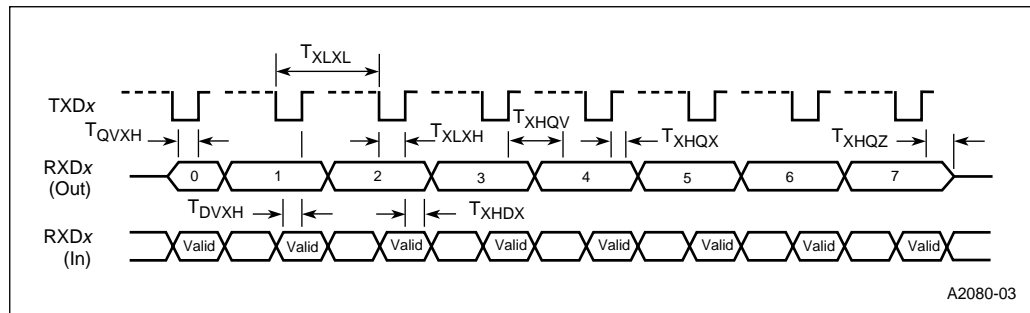 TXLXL
TXDx
TQVXH
TXLXH
TXHQV
TXHQX
TXHQZ
RXDx
(Out)
0 1 2 3 4 5 6 7
TDVXH
TXHDX
RXDx
(In)
Valid Valid Valid Valid Valid Valid Valid Valid
A2080-03